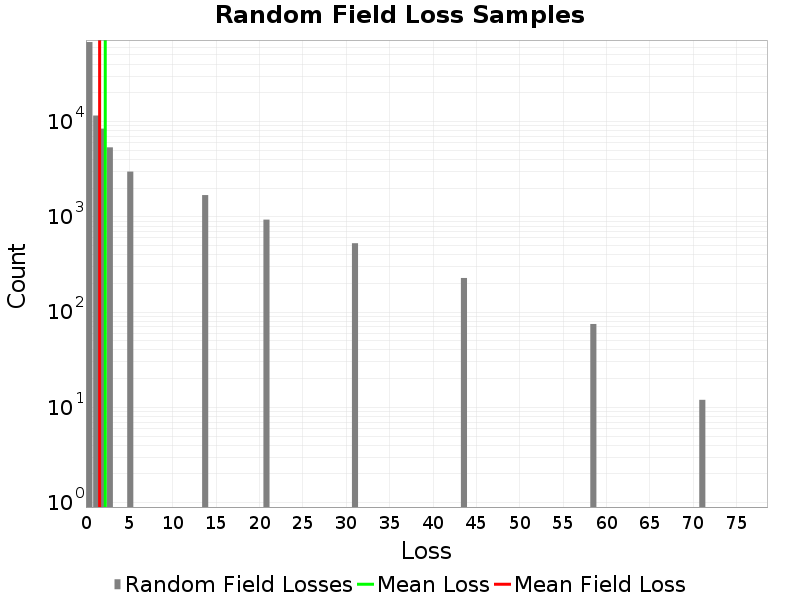 Random Field Loss Samples
Count
10^4
10^3
10^2
10^1
10^0
0 5 10 15 20 25 30 35 40 45 50 55 60 65 70 75
Loss
Random Field Losses Mean Loss Mean Field Loss